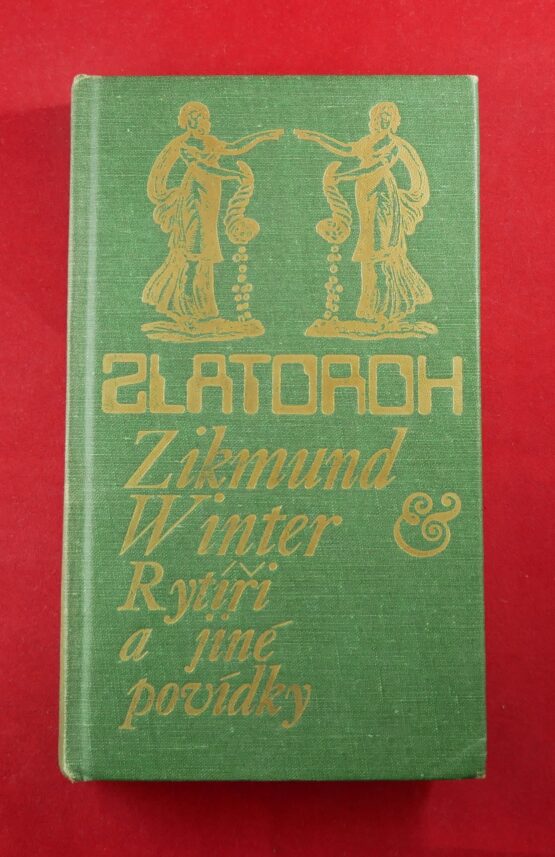 ZLATOROH
Zikmund
Winter &
Rytíři
a jiné
povídky